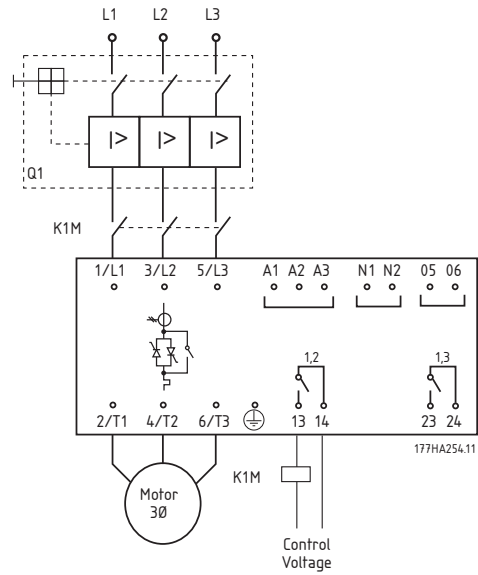 L1 L2 L3
I> I> I>
Q1
K1M
1/L1 3/L2 5/L3 A1 A2 A3 N1 N2 05 06
1,2 1,3
2/T1 4/T2 6/T3 13 14 23 24
177HA254.11
Motor
3Ø
K1M
Control
Voltage